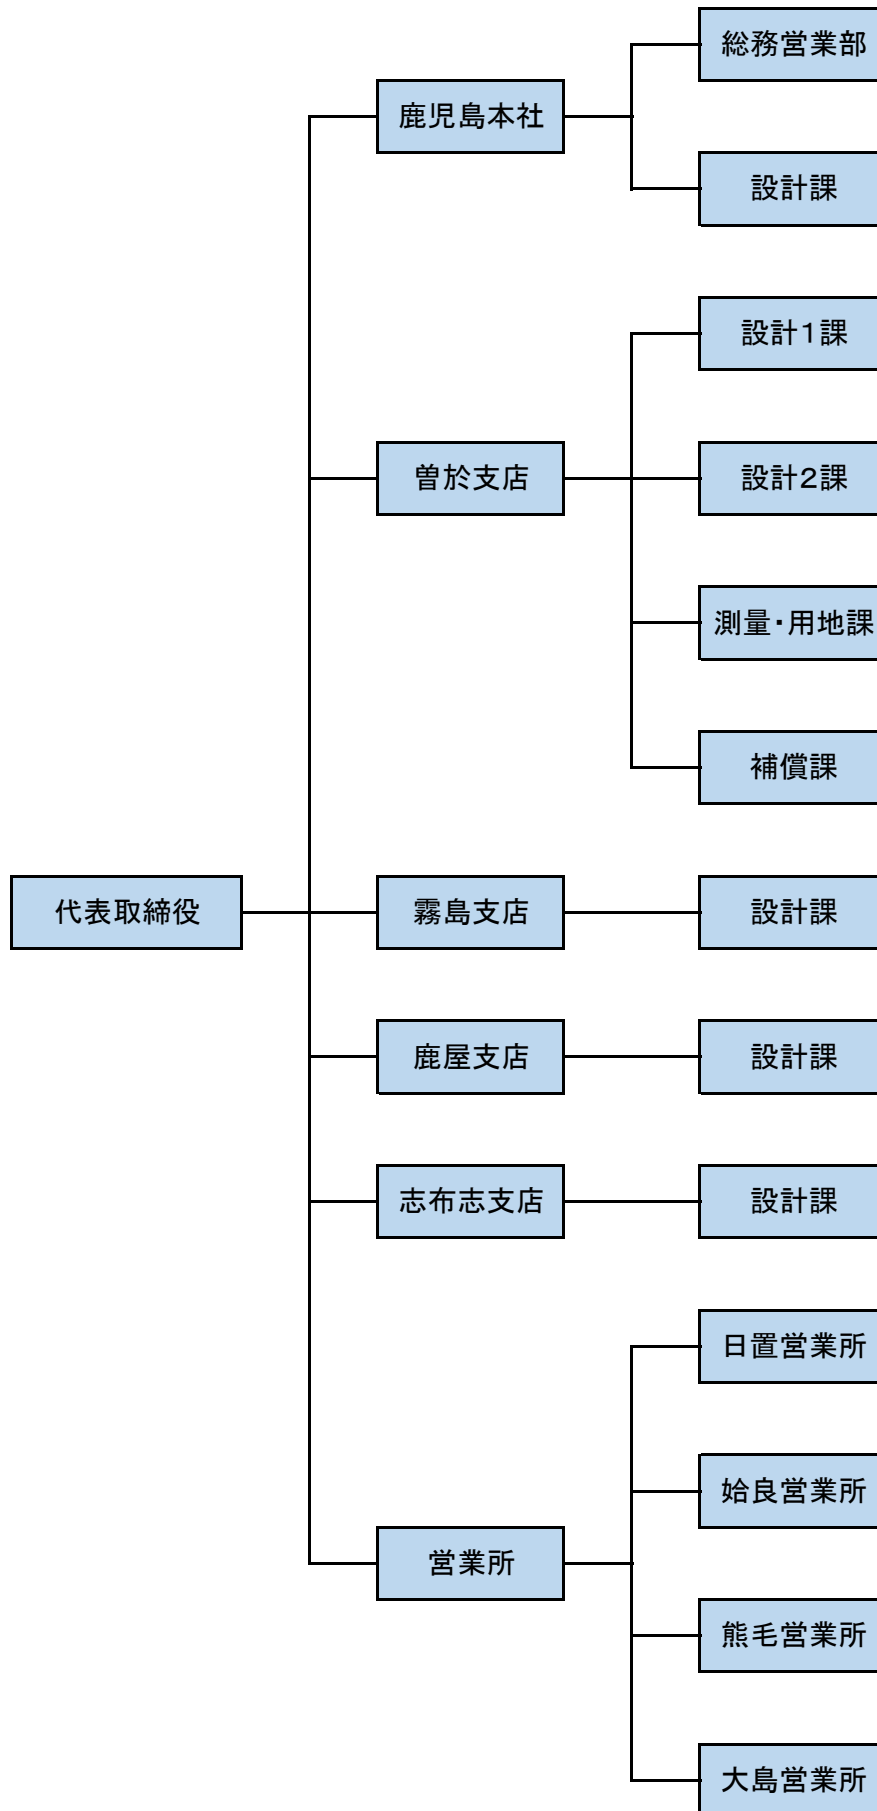 代表取締役
鹿児島本社
総務営業部
設計課
曽於支店
設計1課
設計2課
測量・用地課
補償課
霧島支店
設計課
鹿屋支店
設計課
志布志支店
設計課
営業所
日置営業所
姶良営業所
熊毛営業所
大島営業所